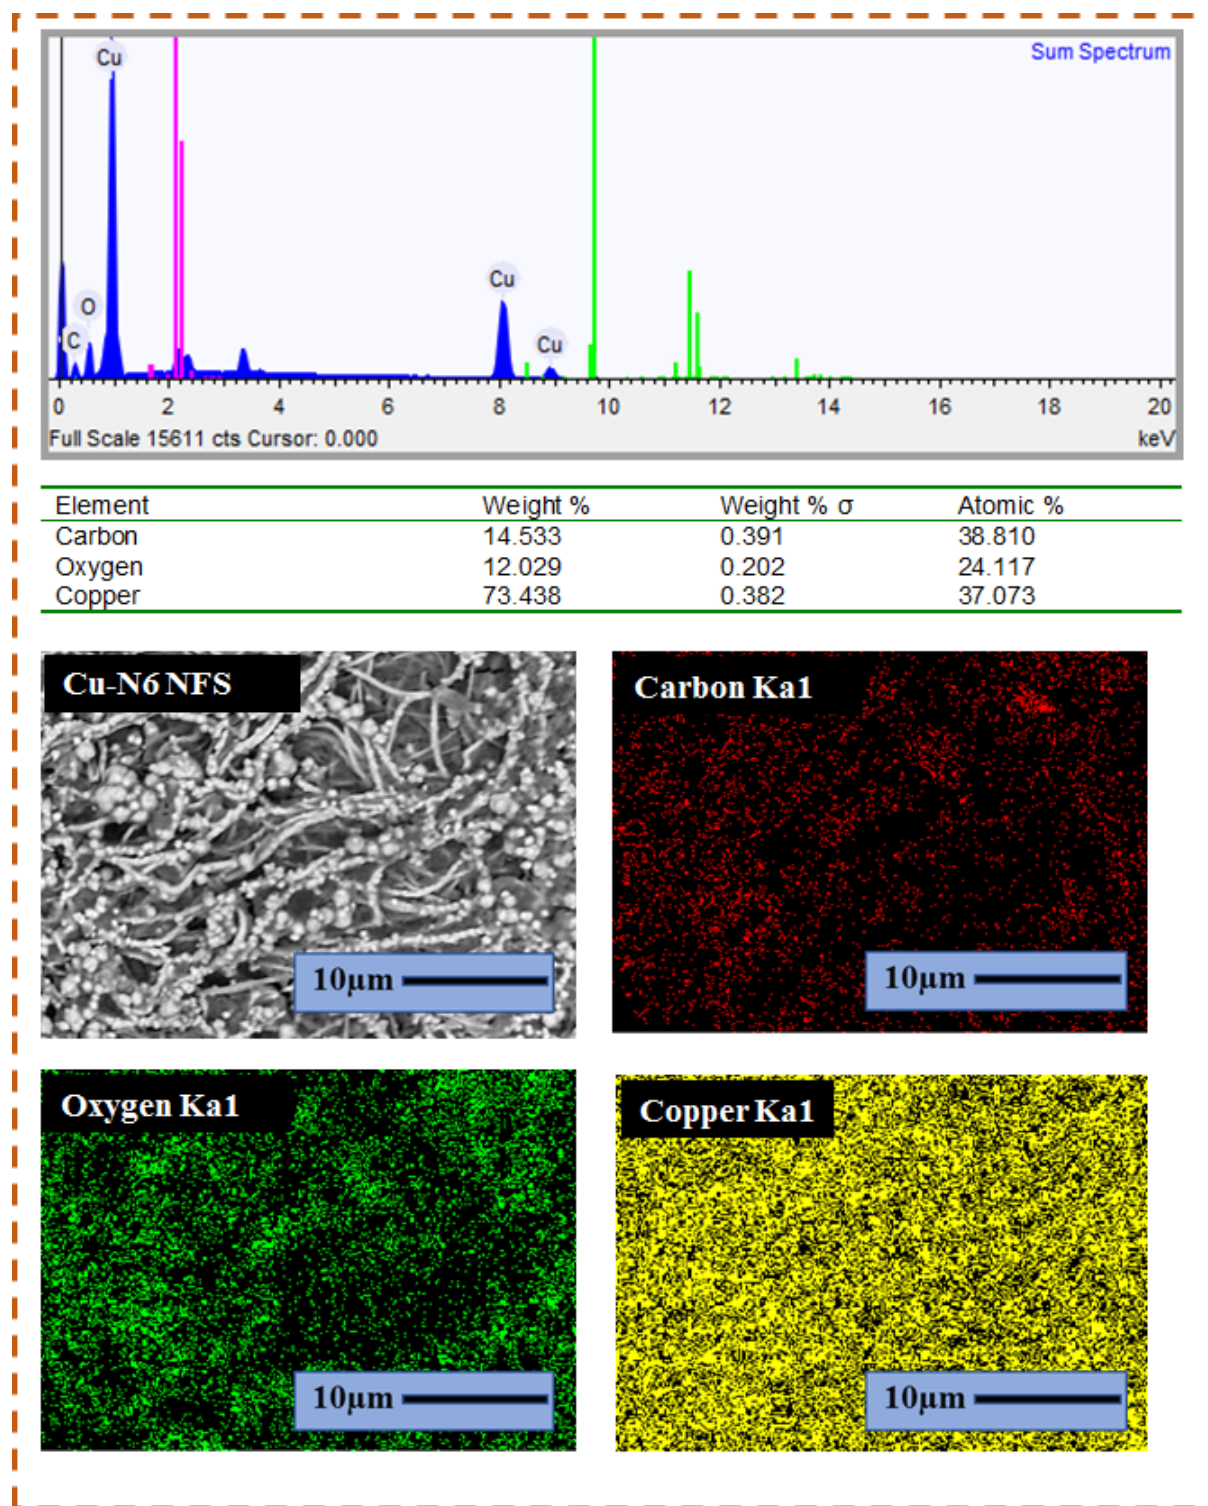 Sum Spectrum
Cu
O
C
Cu
Cu
0 2 4 6 8 10 12 14 16 18 20
Full Scale 15611 cts Cursor: 0.000 keV
Element Weight % Weight % σ Atomic %
Carbon 14.533 0.391 38.810
Oxygen 12.029 0.202 24.117
Copper 73.438 0.382 37.073
Cu-N6 NFS
10µm
Carbon Ka1
10µm
Oxygen Ka1
10µm
Copper Ka1
10µm